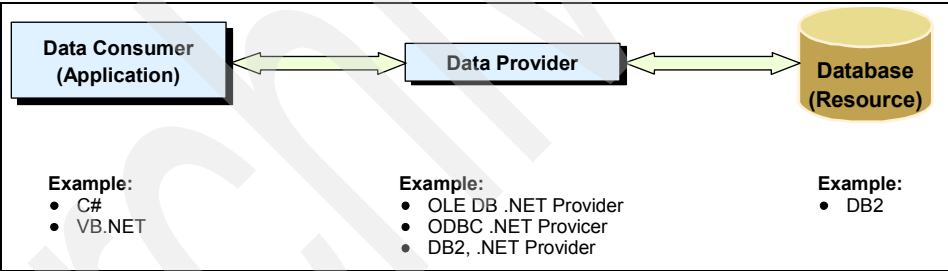 Data Consumer
(Application)
Data Provider
Database
(Resource)
Example:
● C#
● VB.NET
Example:
● OLE DB .NET Provider
● ODBC .NET Provicer
● DB2, .NET Provider
Example:
● DB2